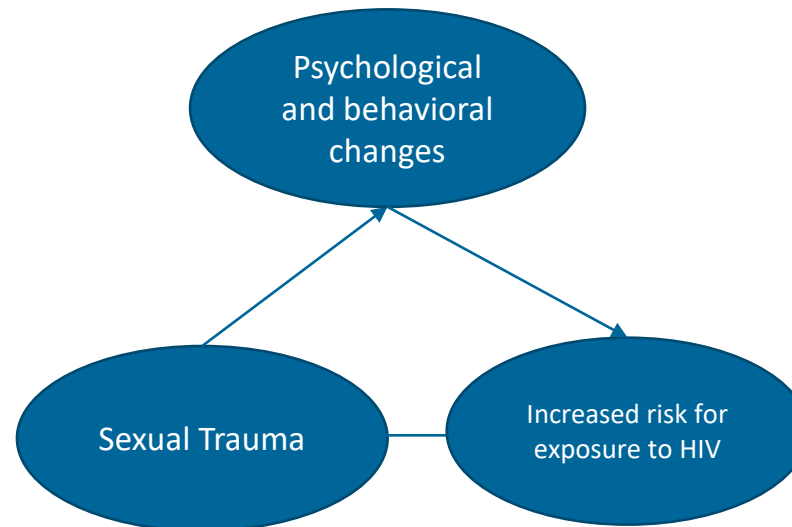 Psychological
and behavioral
changes
Sexual Trauma
Increased risk for
exposure to HIV